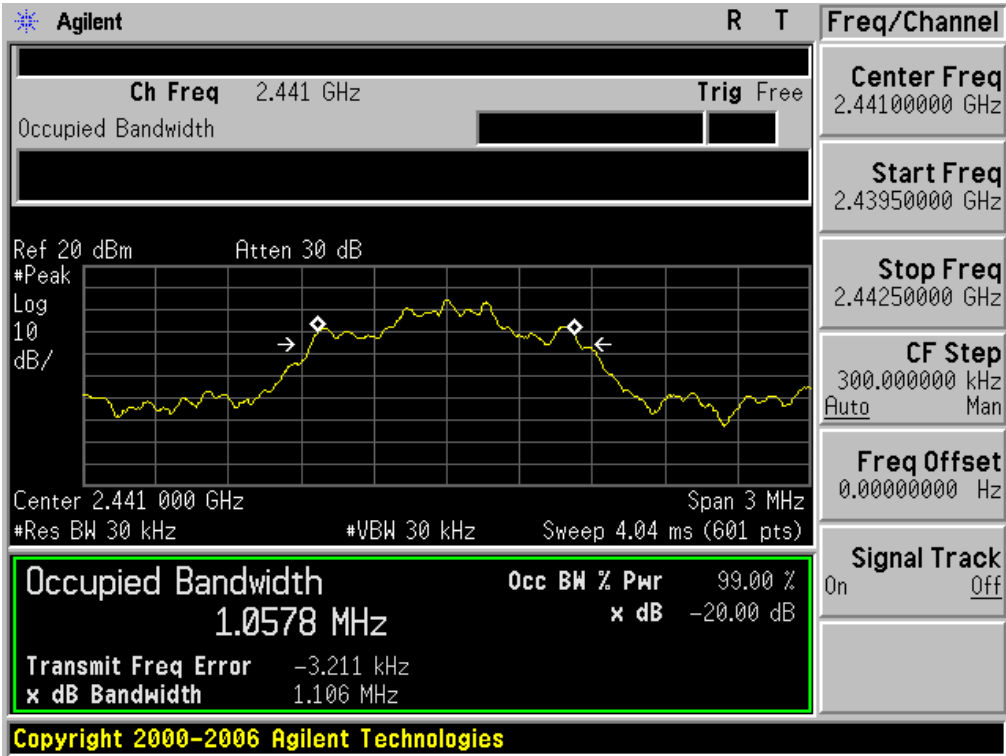 Agilent R T
Ch Freq 2.441 GHz Trig Free
Occupied Bandwidth
Ref 20 dBm Atten 30 dB
#Peak
Log
10
dB/
Center 2.441 000 GHz Span 3 MHz
#Res BW 30 kHz #VBW 30 kHz Sweep 4.04 ms (601 pts)
Occupied Bandwidth
1.0578 MHz
Occ BW % Pwr 99.00 %
x dB -20.00 dB
Transmit Freq Error -3.211 kHz
x dB Bandwidth 1.106 MHz
Copyright 2000-2006 Agilent Technologies
Freq/Channel
Center Freq
2.44100000 GHz
Start Freq
2.43950000 GHz
Stop Freq
2.44250000 GHz
CF Step
300.000000 kHz
Auto Man
Freq Offset
0.00000000 Hz
Signal Track
On Off